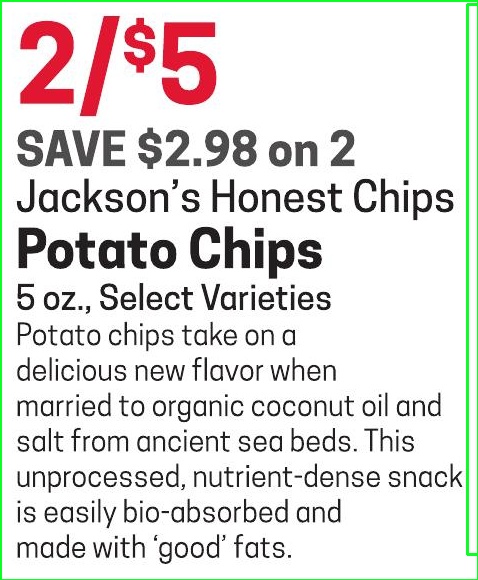 2/$5
SAVE $2.98 on 2
Jackson's Honest Chips
Potato Chips
5 oz., Select Varieties
Potato chips take on a
delicious new flavor when
married to organic coconut oil and
salt from ancient sea beds. This
unprocessed, nutrient-dense snack
is easily bio-absorbed and
made with ‘good’ fats.